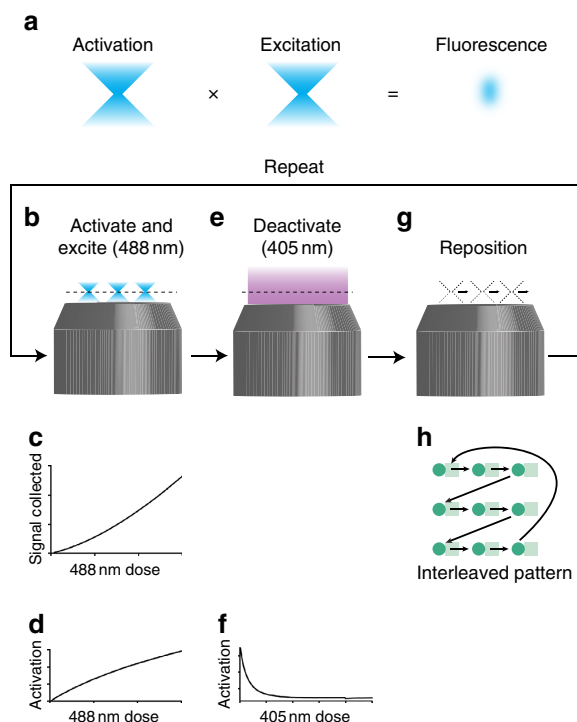 a
Activation
Excitation
Fluorescence
×
=
Repeat
b
Activate and
excite (488 nm)
e
Deactivate
(405 nm)
g
Reposition
c
Signal collected
488 nm dose
h
Interleaved pattern
d
Activation
488 nm dose
f
Activation
405 nm dose